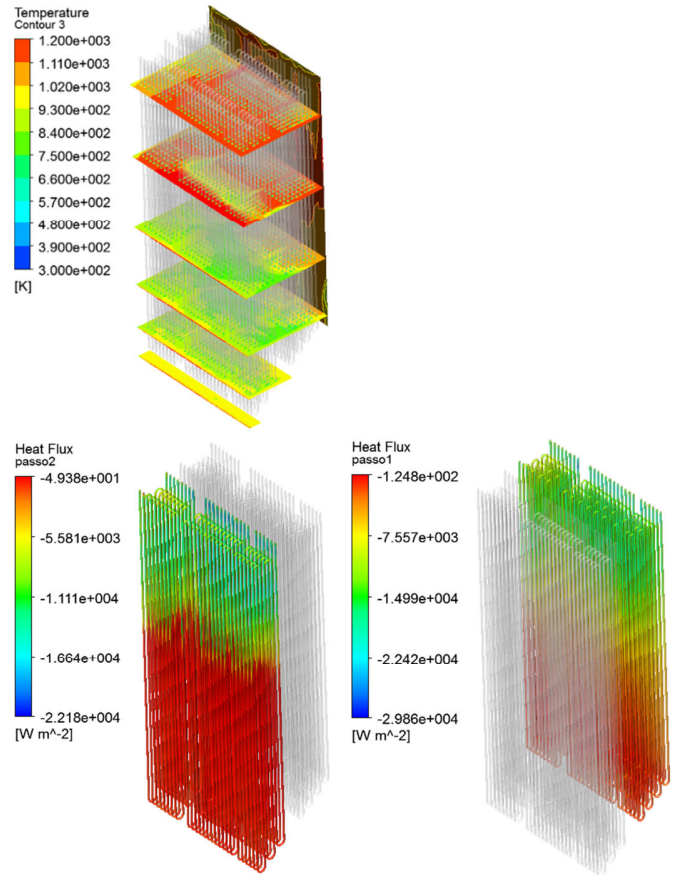 Temperature
Contour 3
1.200e+003
1.110e+003
1.020e+003
9.300e+002
8.400e+002
7.500e+002
6.600e+002
5.700e+002
4.800e+002
3.900e+002
3.000e+002
[K]
Heat Flux
passo2
-4.938e+001
-5.581e+003
-1.111e+004
-1.664e+004
-2.218e+004
[W m^-2]
Heat Flux
passo1
-1.248e+002
-7.557e+003
-1.499e+004
-2.242e+004
-2.986e+004
[W m^-2]